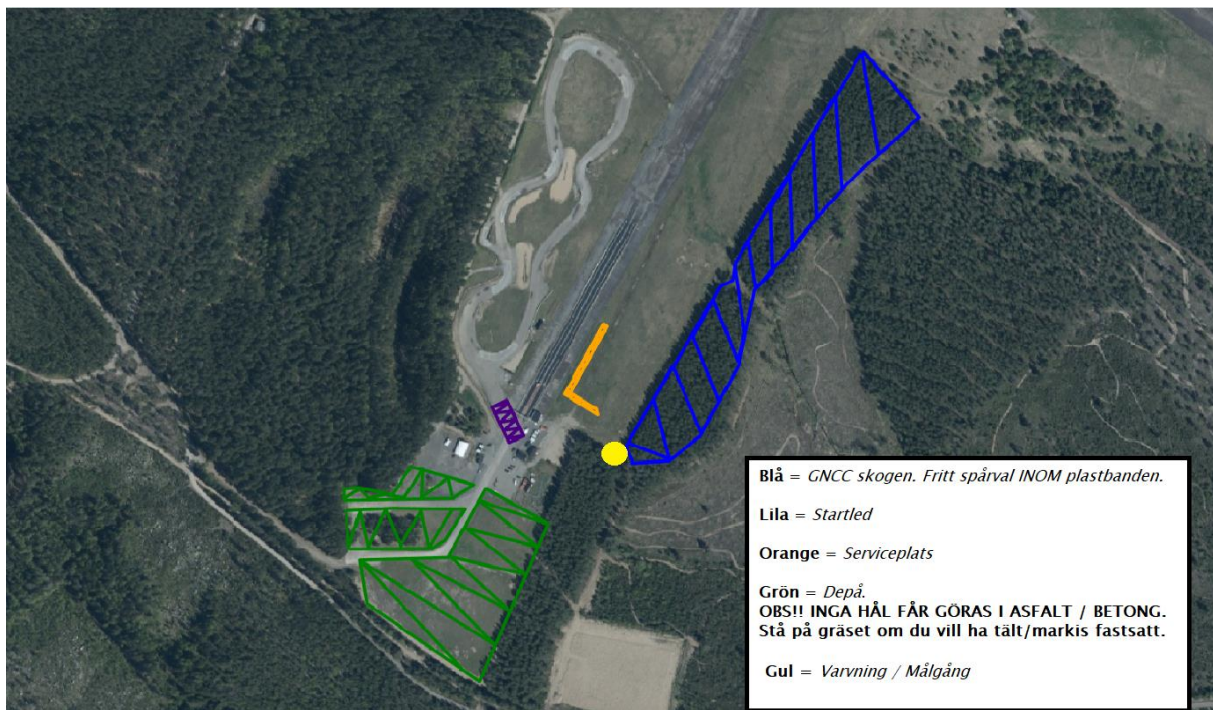 Blå = GNCC skogen. Fritt spårval INOM plastbanden.
Lila = Startled
Orange = Serviceplats
Grön = Depå.
OBS!! INGA HÅL FÅR GÖRAS I ASFALT / BETONG.
Stå på gräset om du vill ha tält/markis fastsatt.
Gul = Varvning / Målgång